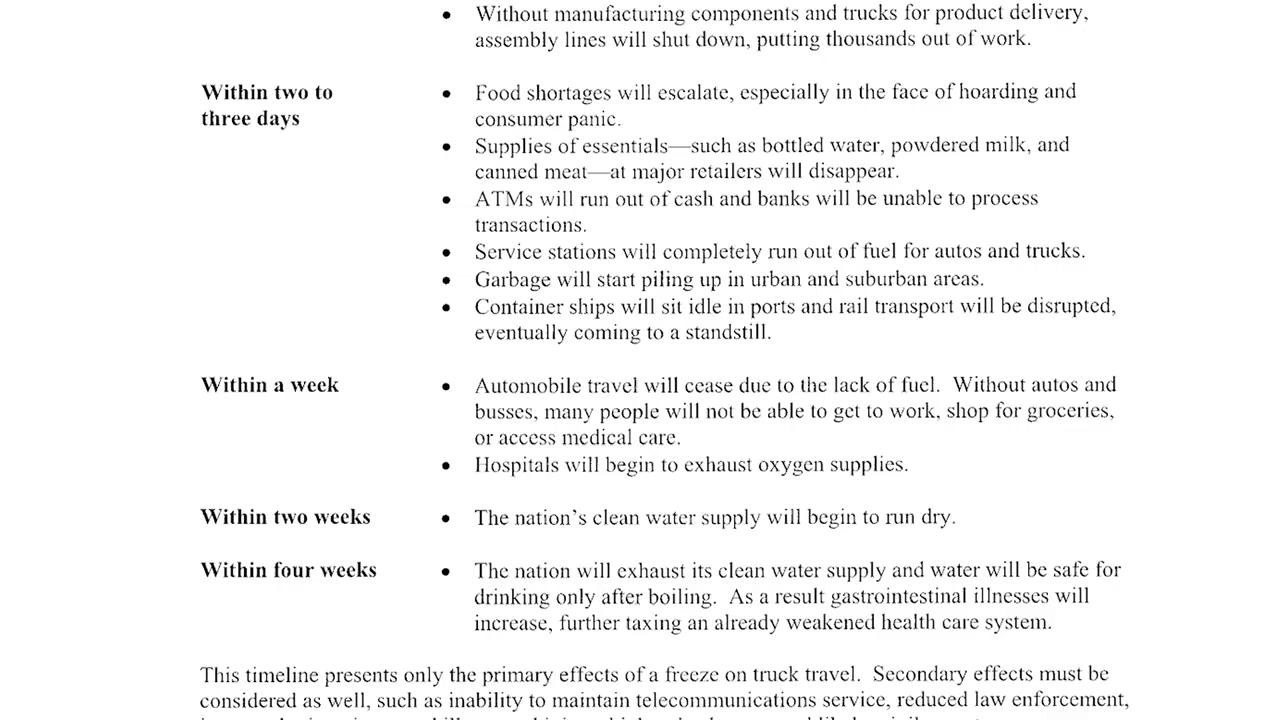 • Without manufacturing components and trucks for product delivery,
assembly lines will shut down, putting thousands out of work.
Within two to • Food shortages will escalate, especially in the face of hoarding and
three days consumer panic.
• Supplies of essentials—such as bottled water, powdered milk, and
canned meat—at major retailers will disappear.
• ATMs will run out of cash and banks will be unable to process
transactions.
• Service stations will completely run out of fuel for autos and trucks.
• Garbage will start piling up in urban and suburban areas.
• Container ships will sit idle in ports and rail transport will be disrupted,
eventually coming to a standstill.
Within a week • Automobile travel will cease due to the lack of fuel. Without autos and
busses, many people will not be able to get to work, shop for groceries,
or access medical care.
• Hospitals will begin to exhaust oxygen supplies.
Within two weeks • The nation's clean water supply will begin to run dry.
Within four weeks • The nation will exhaust its clean water supply and water will be safe for
drinking only after boiling. As a result gastrointestinal illnesses will
increase, further taxing an already weakened health care system.
This timeline presents only the primary effects of a freeze on truck travel. Secondary effects must be
considered as well, such as inability to maintain telecommunications service, reduced law enforcement,